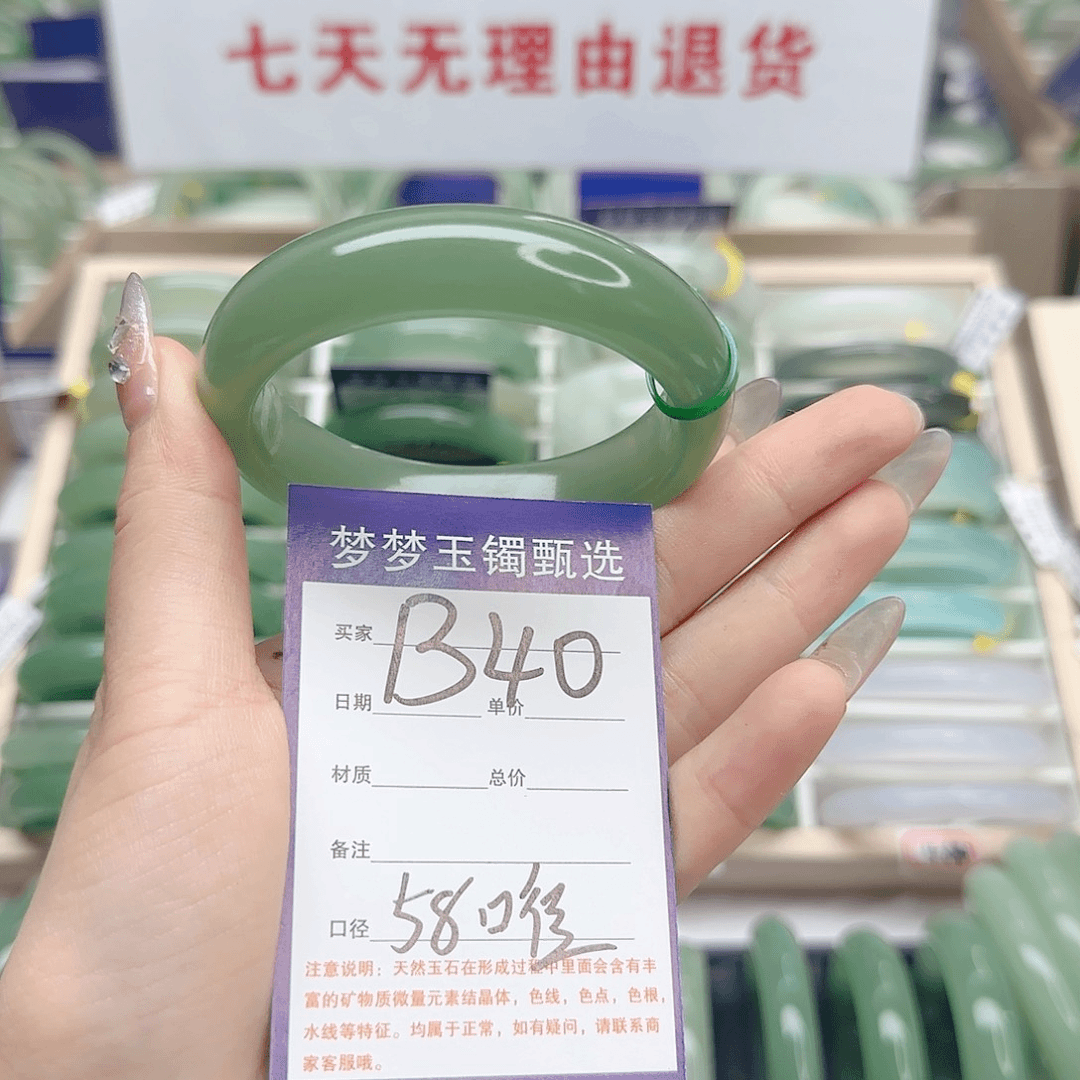 七天无理由退货
梦梦玉镯甄选
买家 B40
日期 单价
材质 总价
备注
口径 58口径
注意说明：天然玉石在形成过程中里面会含有丰
富的矿物质微量元素结晶体，色线，色点，色根，
水线等特征。均属于正常，如有疑问，请联系商
家客服哦。